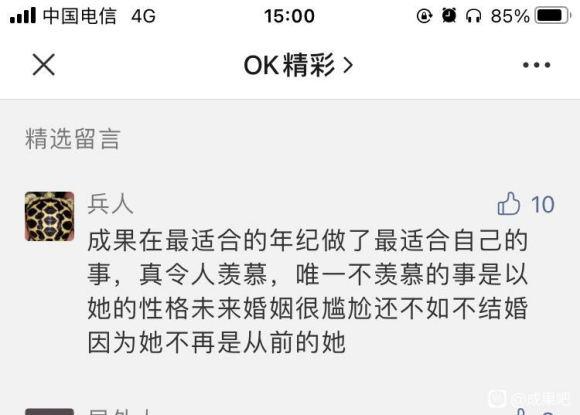 中国电信 4G 15:00 85%
OK精彩
精选留言
兵人 10
成果在最适合的年纪做了最适合自己的
事，真令人羡慕，唯一不羡慕的事是以
她的性格未来婚姻很尴尬还不如不结婚
因为她不再是从前的她
@成果吧